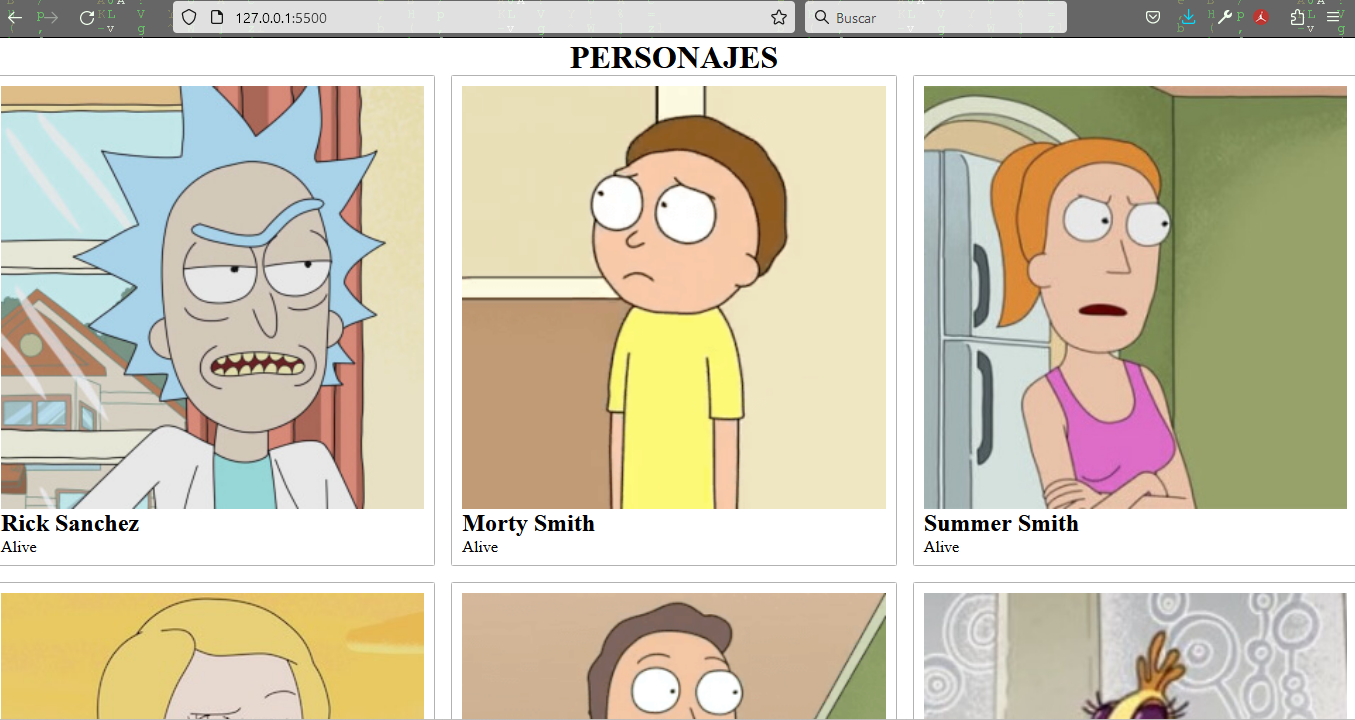 127.0.0.1:5500
Buscar
PERSONAJES
Rick Sanchez
Alive
Morty Smith
Alive
Summer Smith
Alive